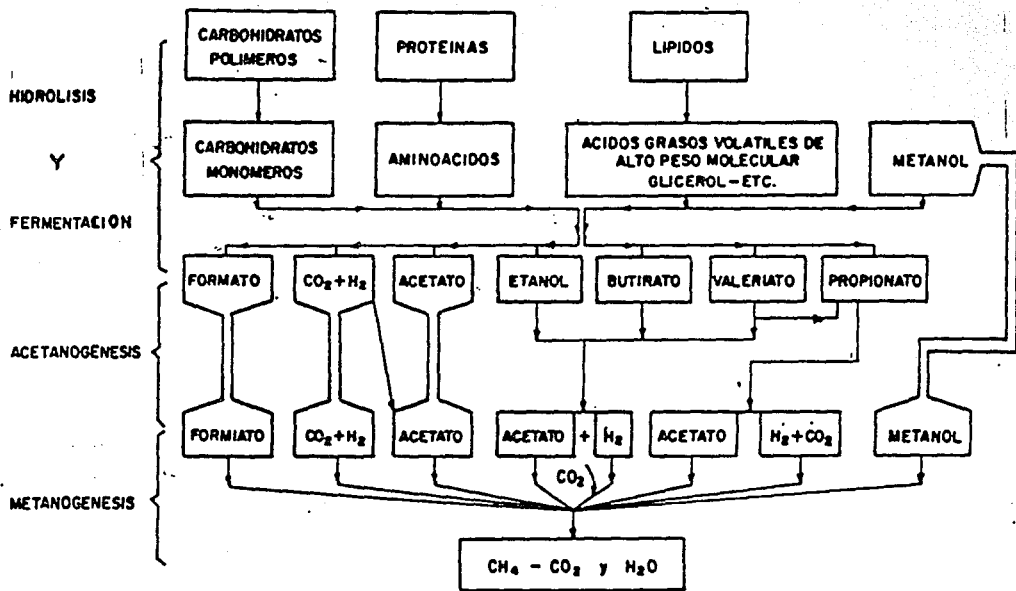 CARBOHIDRATOS
POLIMEROS
PROTEINAS
LIPIDOS
HIDROLISIS
Y
FERMENTACION
CARBOHIDRATOS
MONOMEROS
AMINOACIDOS
ACIDOS GRASOS VOLATILES DE
ALTO PESO MOLECULAR
GLICEROL-ETC.
METANOL
FORMATO
CO₂+H₂
ACETATO
ETANOL
BUTIRATO
VALERIATO
PROPIONATO
ACETANOGENESIS
FORMIATO
CO₂+H₂
ACETATO
ACETATO + H₂
ACETATO
H₂+CO₂
METANOL
CO₂
METANOGENESIS
CH₄ - CO₂ y H₂O